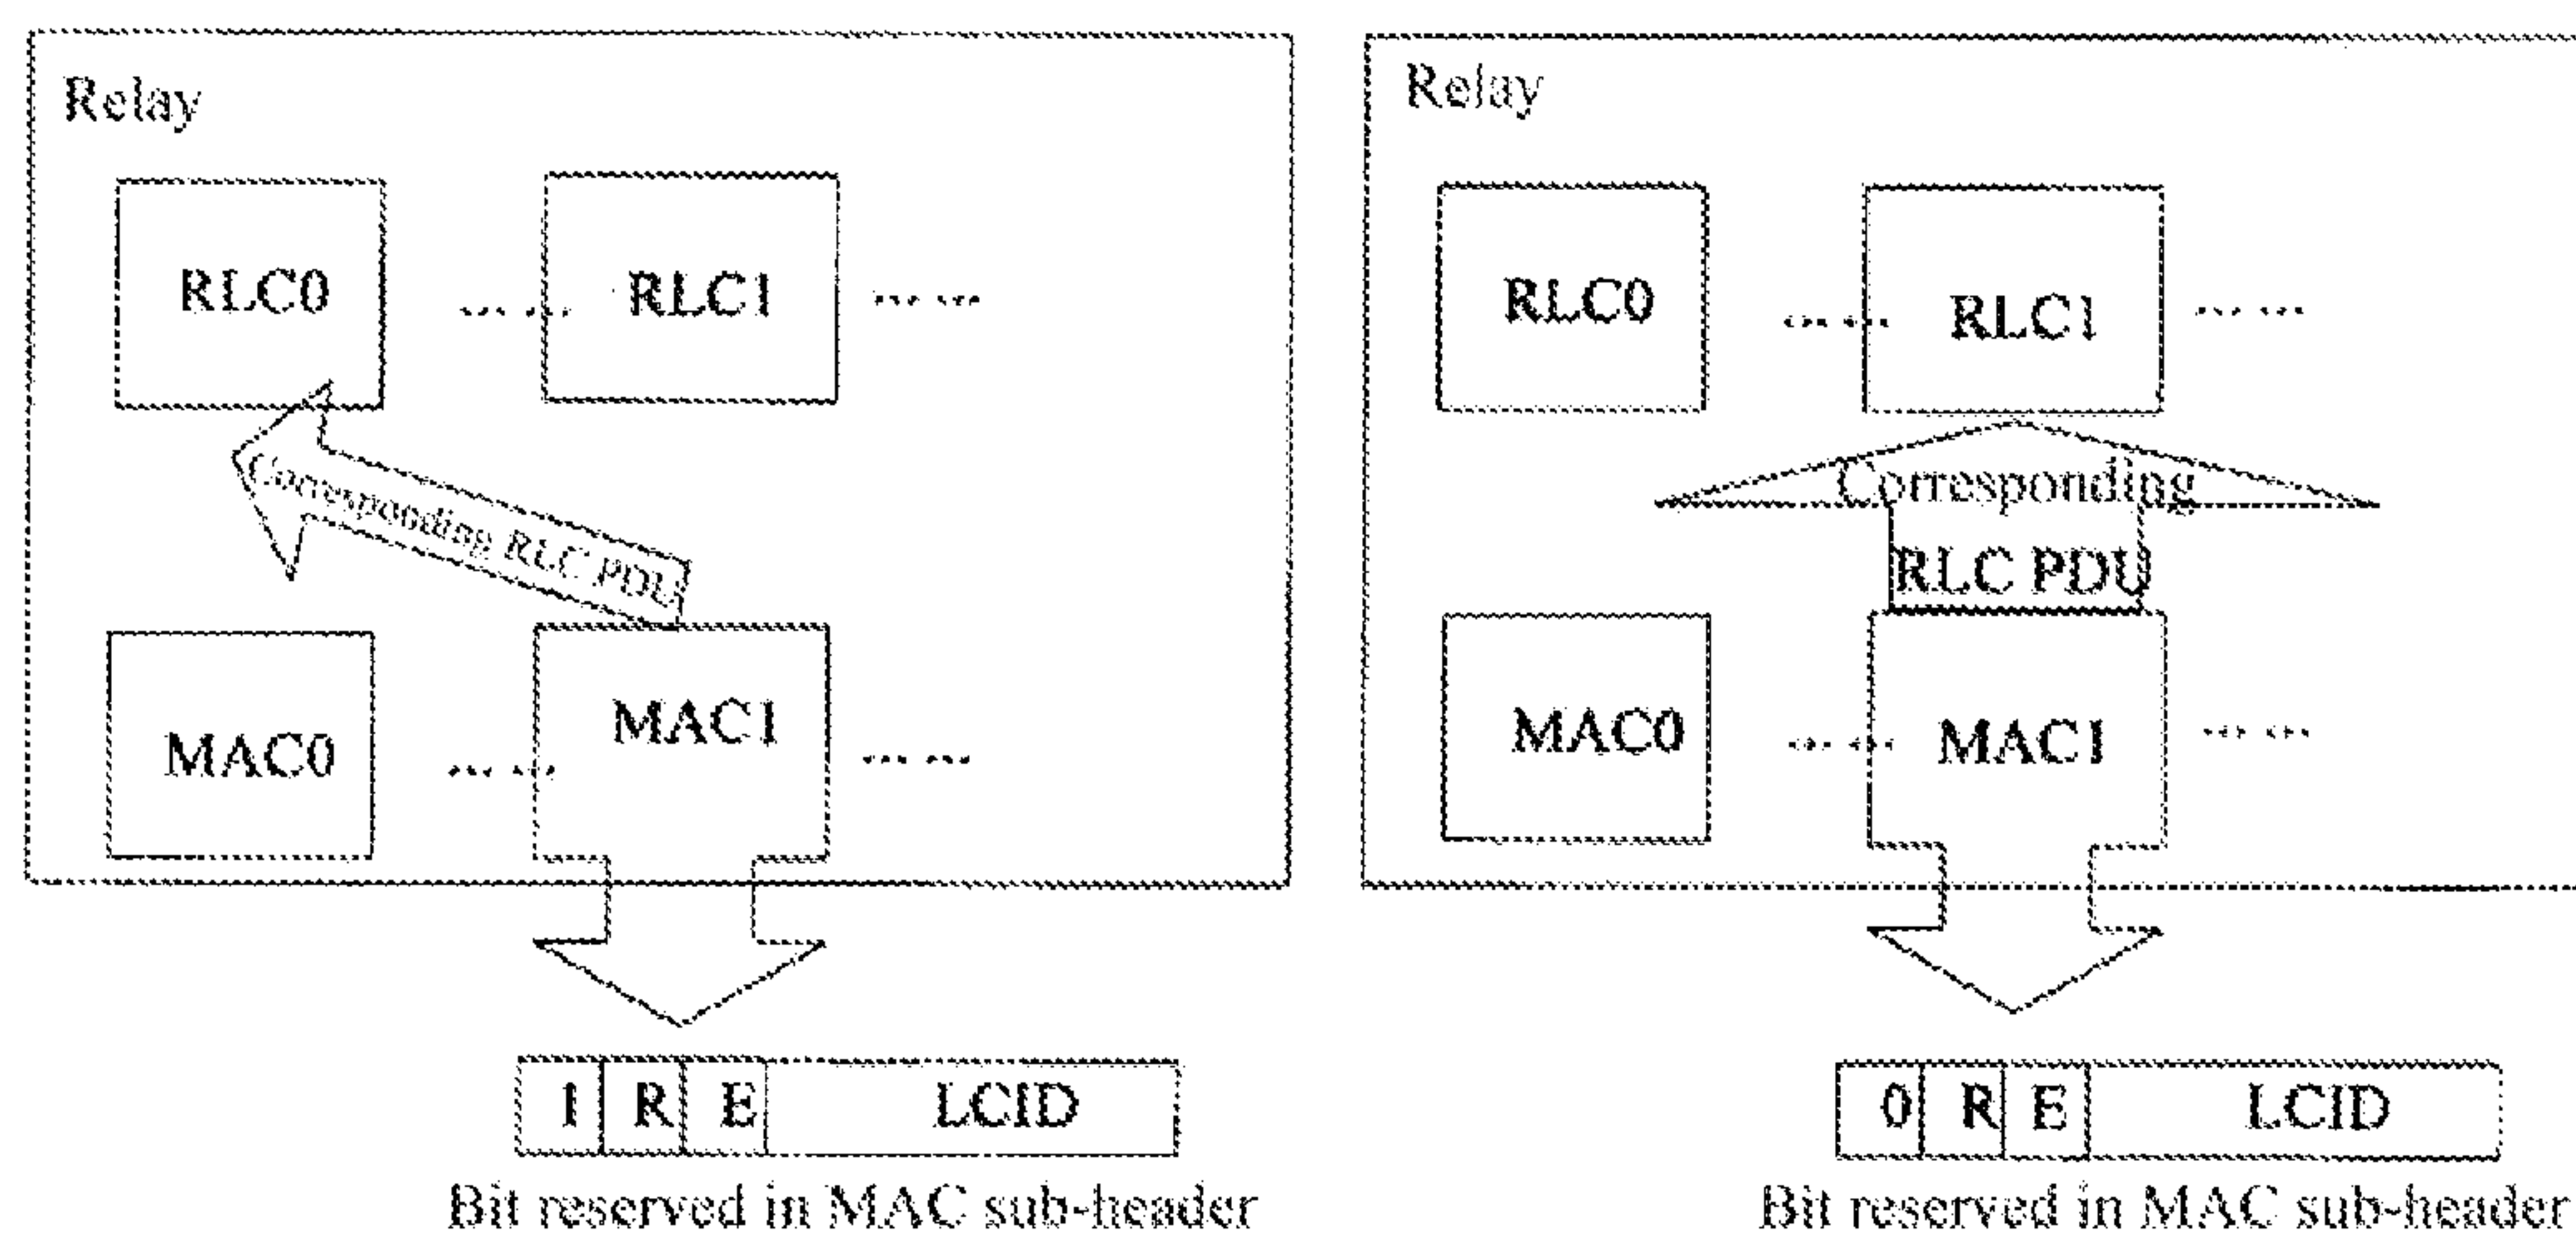 Relay
RLC0 ...... RLC1 ......
Corresponding RLC PDU
MAC0 ...... MAC1 ......
1 R E LCID
Bit reserved in MAC sub-header
Relay
RLC0 ...... RLC1 ......
Corresponding
RLC PDU
MAC0 ...... MAC1 ......
0 R E LCID
Bit reserved in MAC sub-header